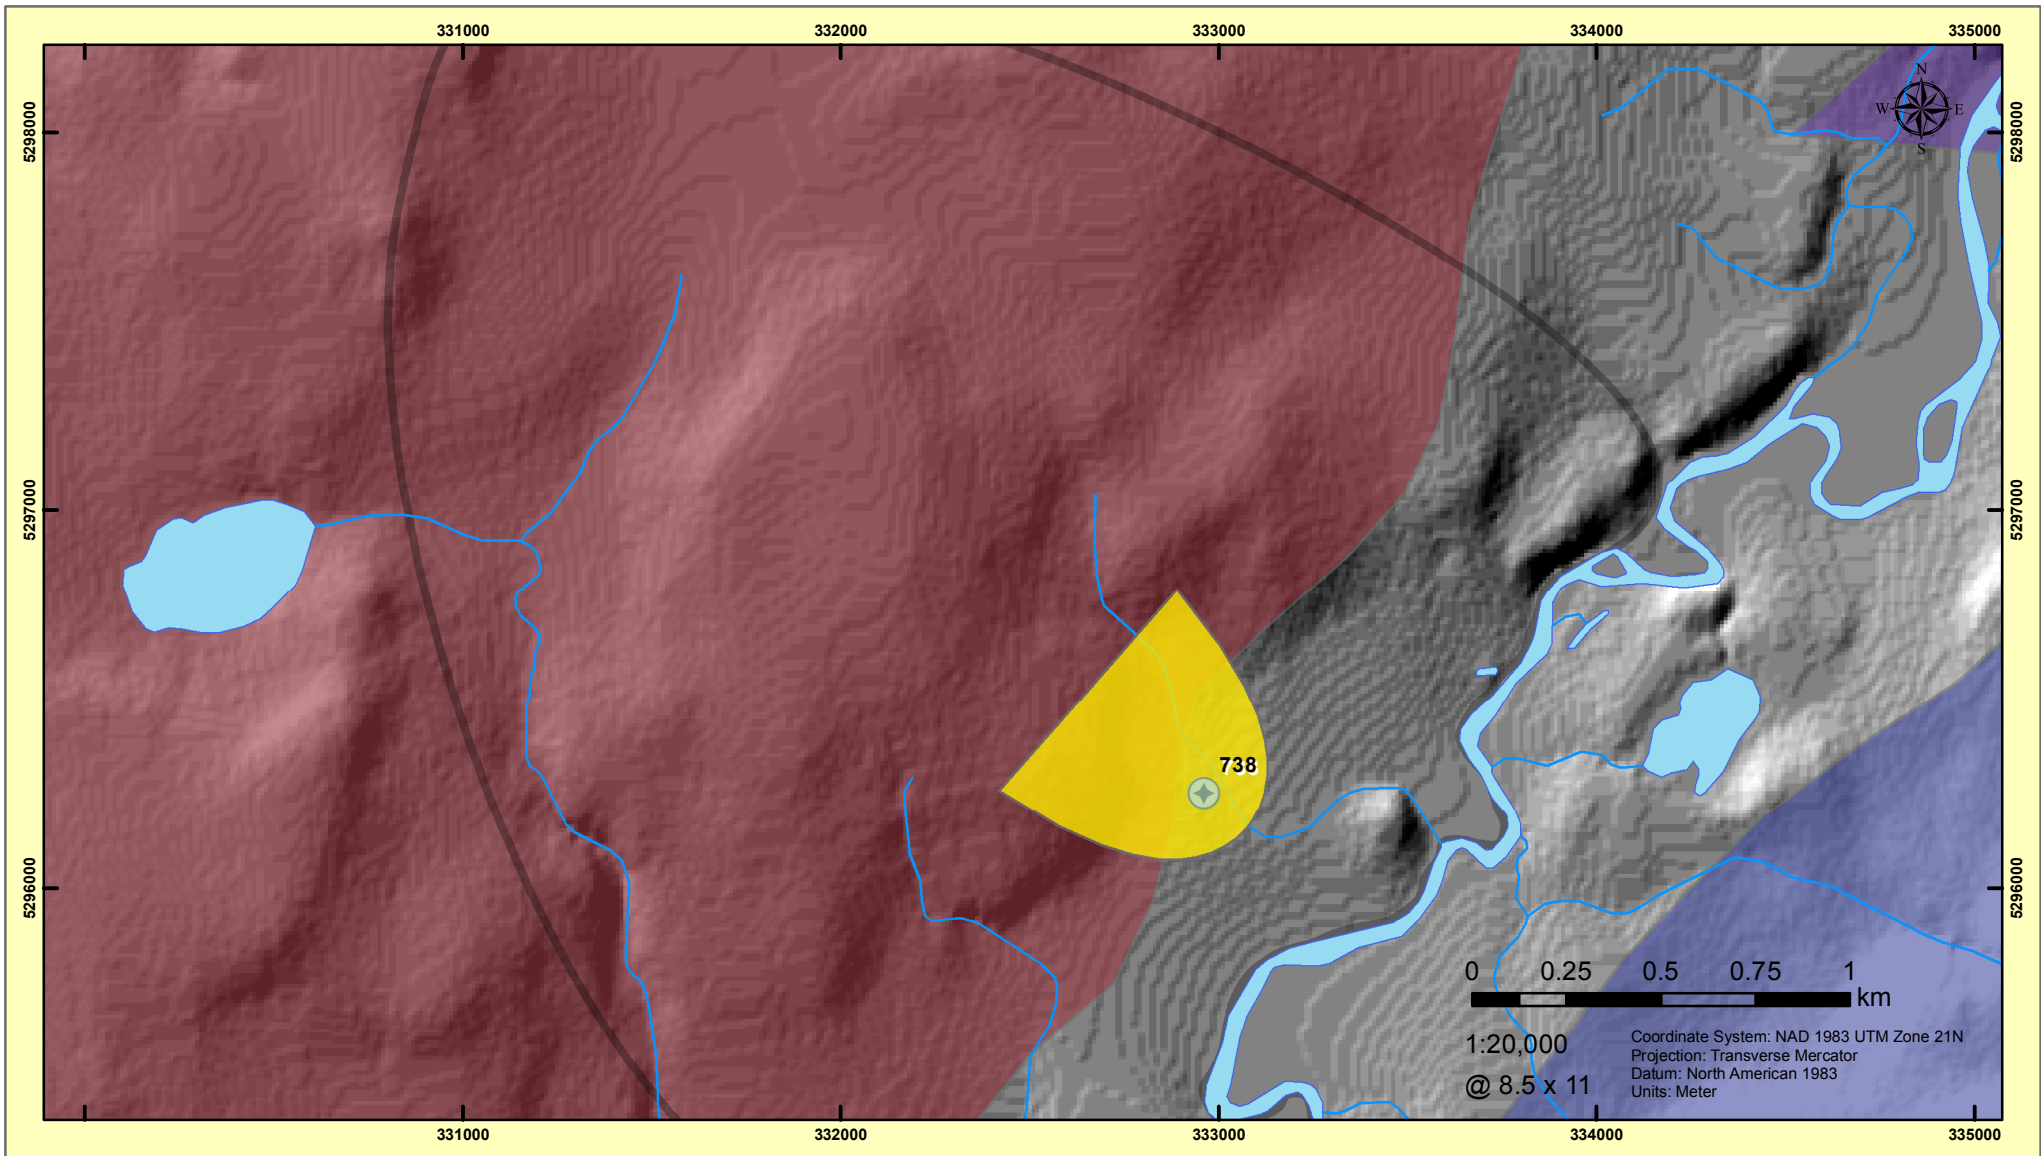 331000 332000 333000 334000 335000
N
W E
S
5298000 5298000
5297000 5297000
738
5296000 5296000
0 0.25 0.5 0.75 1
km
1:20,000
@ 8.5 x 11
Coordinate System: NAD 1983 UTM Zone 21N
Projection: Transverse Mercator
Datum: North American 1983
Units: Meter
331000 332000 333000 334000 335000